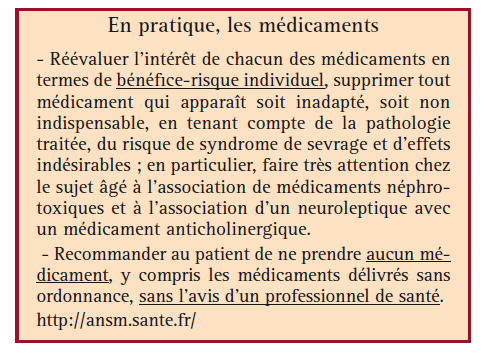 En pratique, les médicaments
- Réévaluer l'intérêt de chacun des médicaments en
termes de bénéfice-risque individuel, supprimer tout
médicament qui apparaît soit inadapté, soit non
indispensable, en tenant compte de la pathologie
traitée, du risque de syndrome de sevrage et d'effets
indésirables ; en particulier, faire très attention chez
le sujet âgé à l'association de médicaments néphro-
toxiques et à l'association d'un neuroleptique avec
un médicament anticholinergique.
- Recommander au patient de ne prendre aucun mé-
dicament, y compris les médicaments délivrés sans
ordonnance, sans l'avis d'un professionnel de santé.
http://ansm.sante.fr/